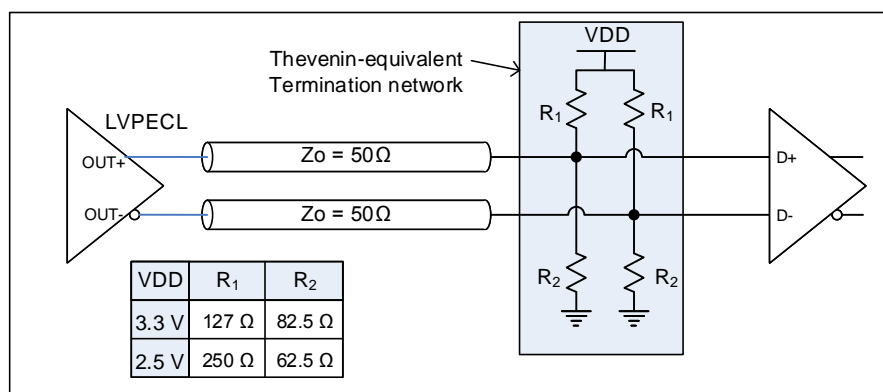 VDD
Thevenin-equivalent
Termination network
R₁ R₁
LVPECL
OUT+ Zo = 50Ω D+
OUT- Zo = 50Ω D-
R₂ R₂
VDD R₁ R₂
3.3 V 127 Ω 82.5 Ω
2.5 V 250 Ω 62.5 Ω